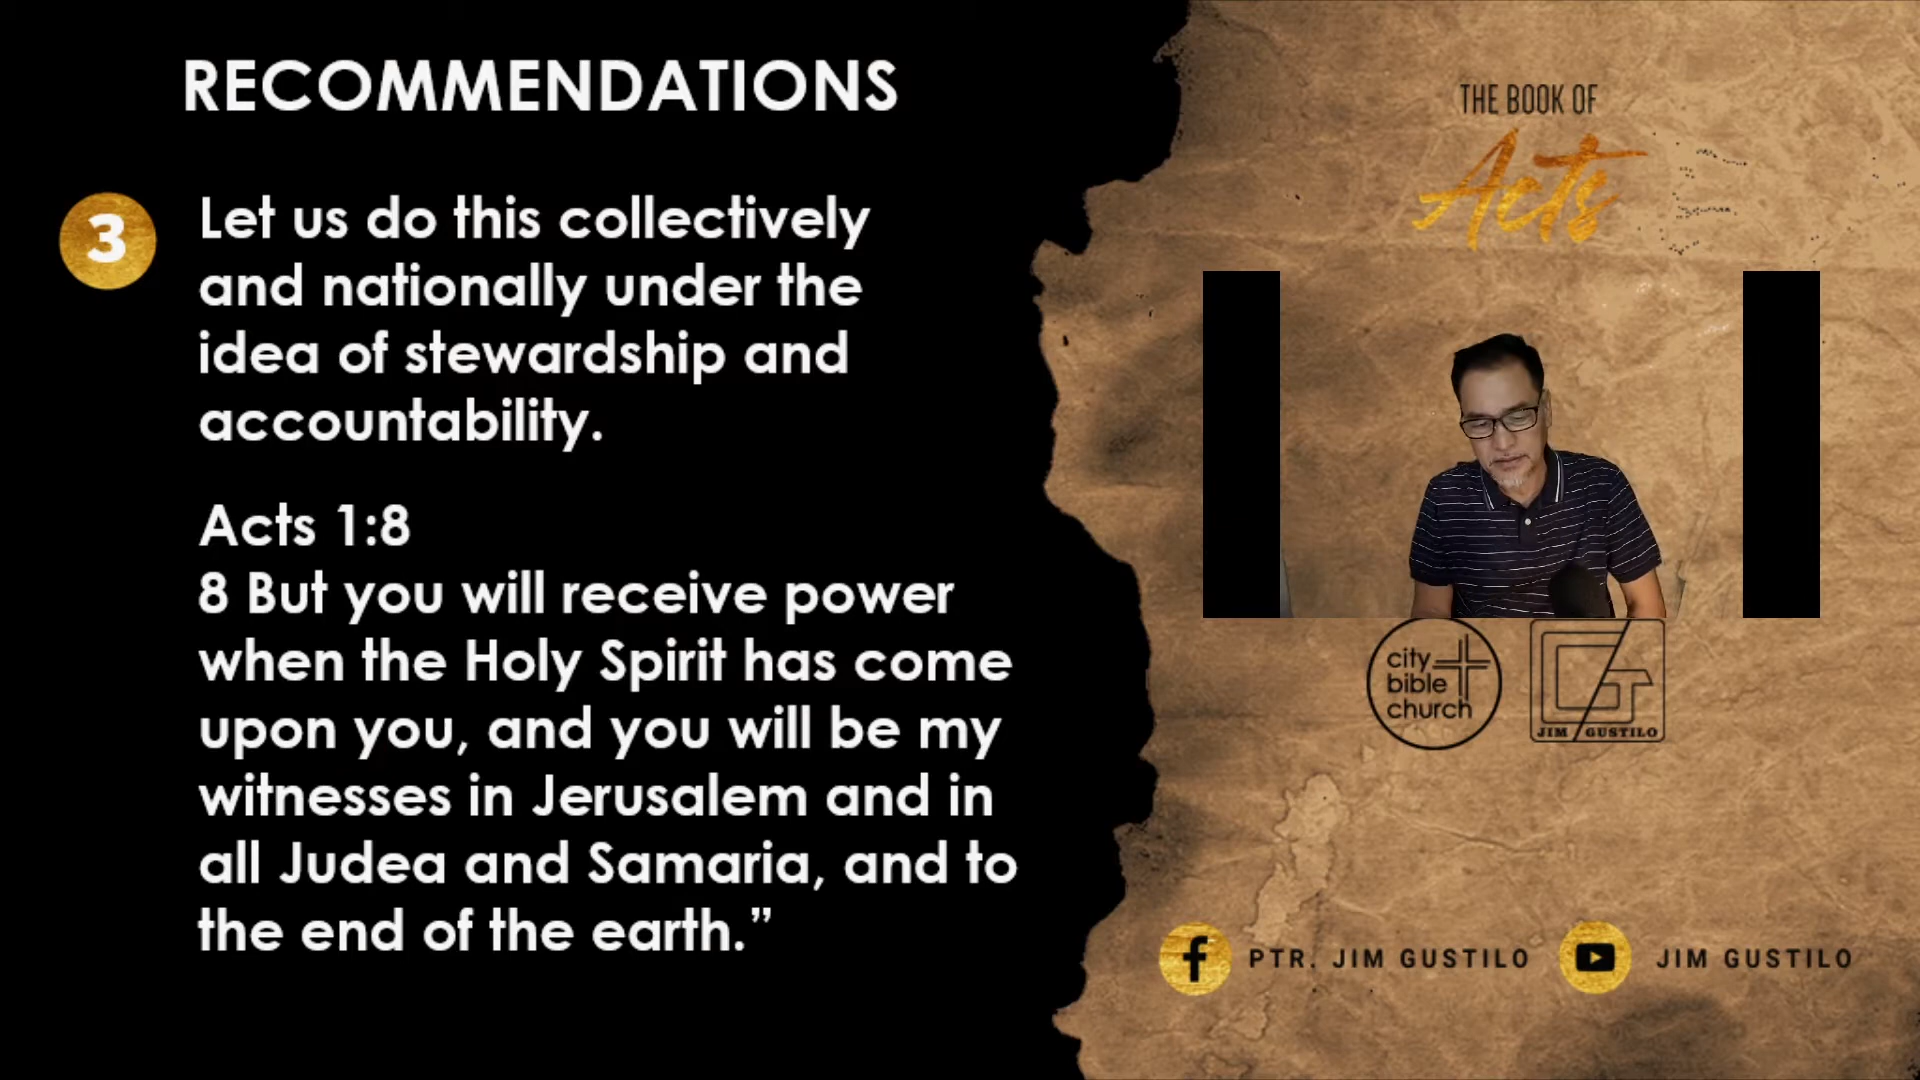 RECOMMENDATIONS
3
Let us do this collectively
and nationally under the
idea of stewardship and
accountability.
Acts 1:8
8 But you will receive power
when the Holy Spirit has come
upon you, and you will be my
witnesses in Jerusalem and in
all Judea and Samaria, and to
the end of the earth.”
THE BOOK OF
Acts
city
bible
church
JIM GUSTILO
PTR. JIM GUSTILO
JIM GUSTILO